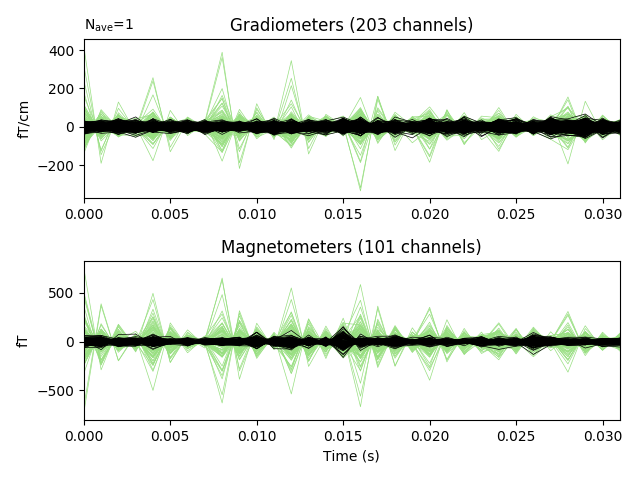 N_ave=1
Gradiometers (203 channels)
fT/cm
400
200
0
−200
0.000 0.005 0.010 0.015 0.020 0.025 0.030
Magnetometers (101 channels)
fT
500
0
−500
0.000 0.005 0.010 0.015 0.020 0.025 0.030
Time (s)